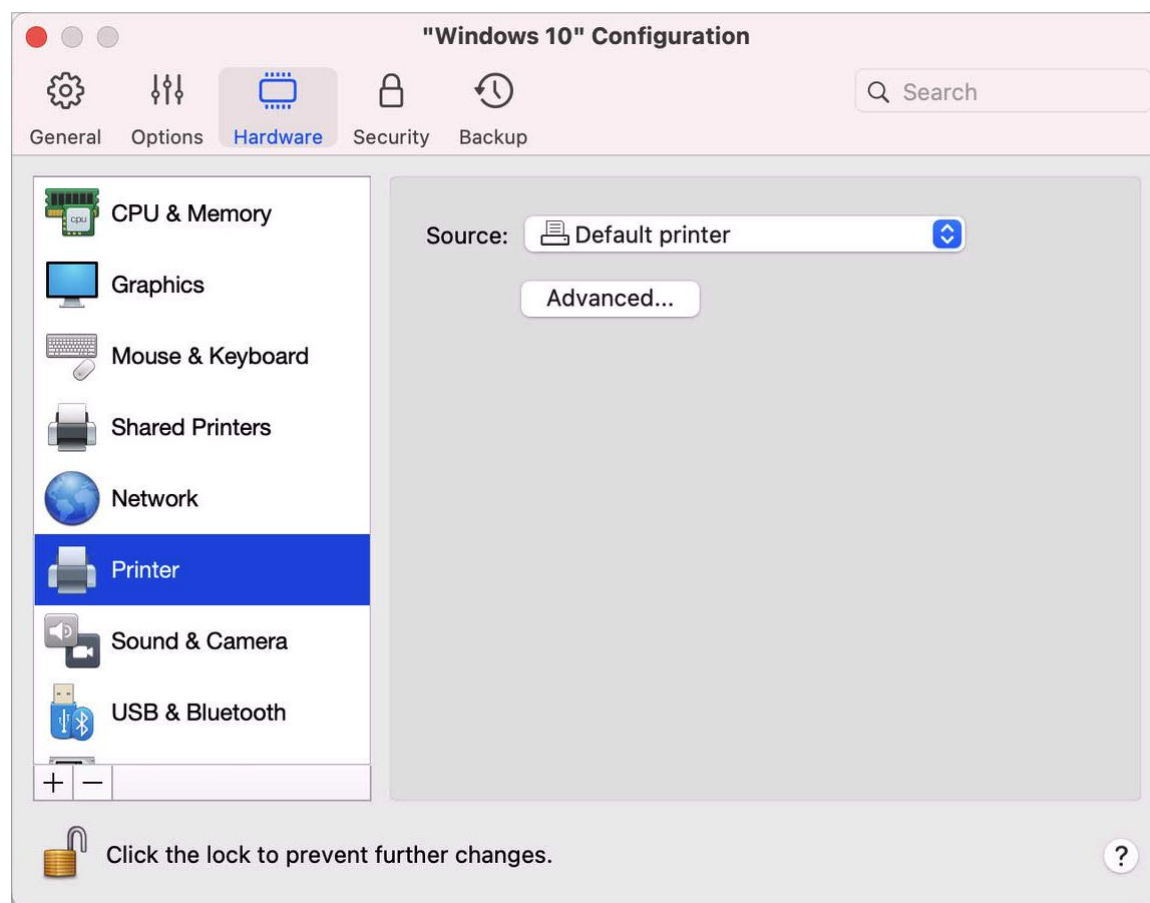 "Windows 10" Configuration
General Options Hardware Security Backup
Search
CPU & Memory
Graphics
Mouse & Keyboard
Shared Printers
Network
Printer
Sound & Camera
USB & Bluetooth
+ −
Source: Default printer
Advanced...
Click the lock to prevent further changes.
?